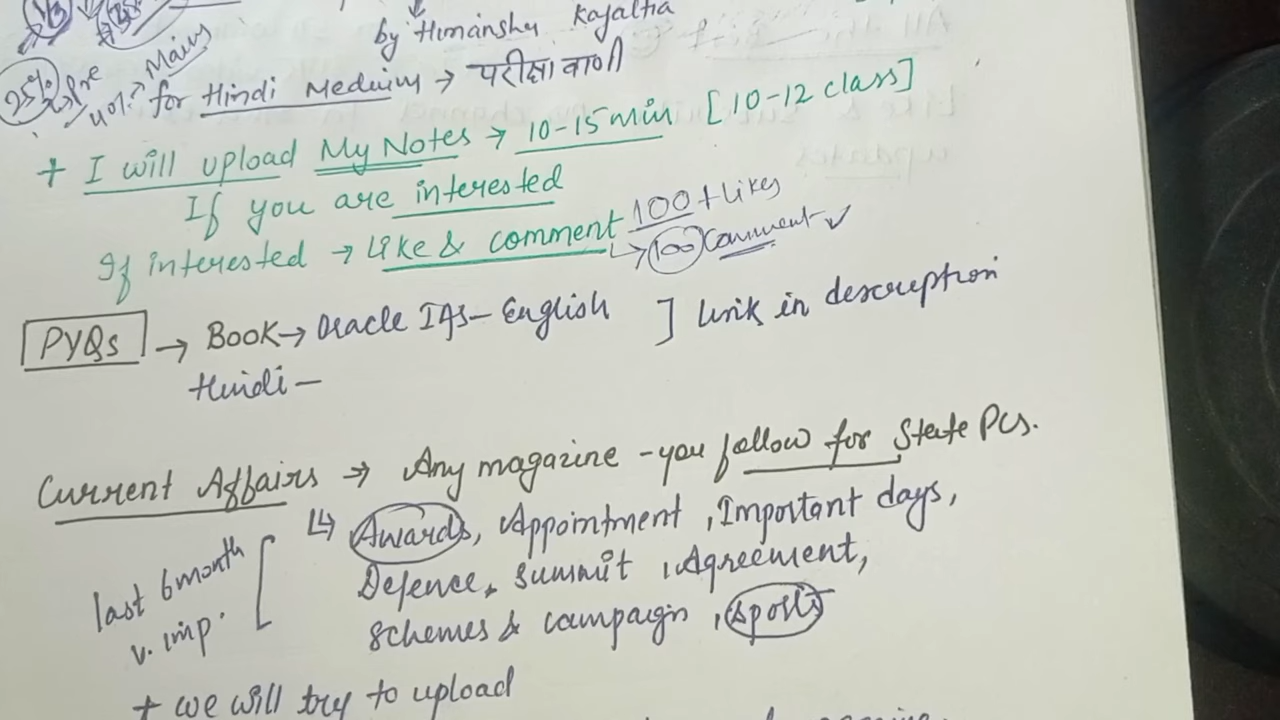 by Himanshu Kafaltia
25% Pre
40% Mains
for Hindi Medium → परीक्षा वाणी
+ I will upload My Notes → 10-15 min [10-12 class]
If you are interested
If interested → Like & comment 100+ Likes
↳ 100 Comment ✓
PYQs → Book → Oracle IAS - English ] link in description
Hindi -
Current Affairs → Any magazine - you follow for State PCS.
↳ Awards, Appointment, Important days,
last 6 month
v. imp. [ Defence, Summit, Agreement,
Schemes & campaign, Sports
+ we will try to upload